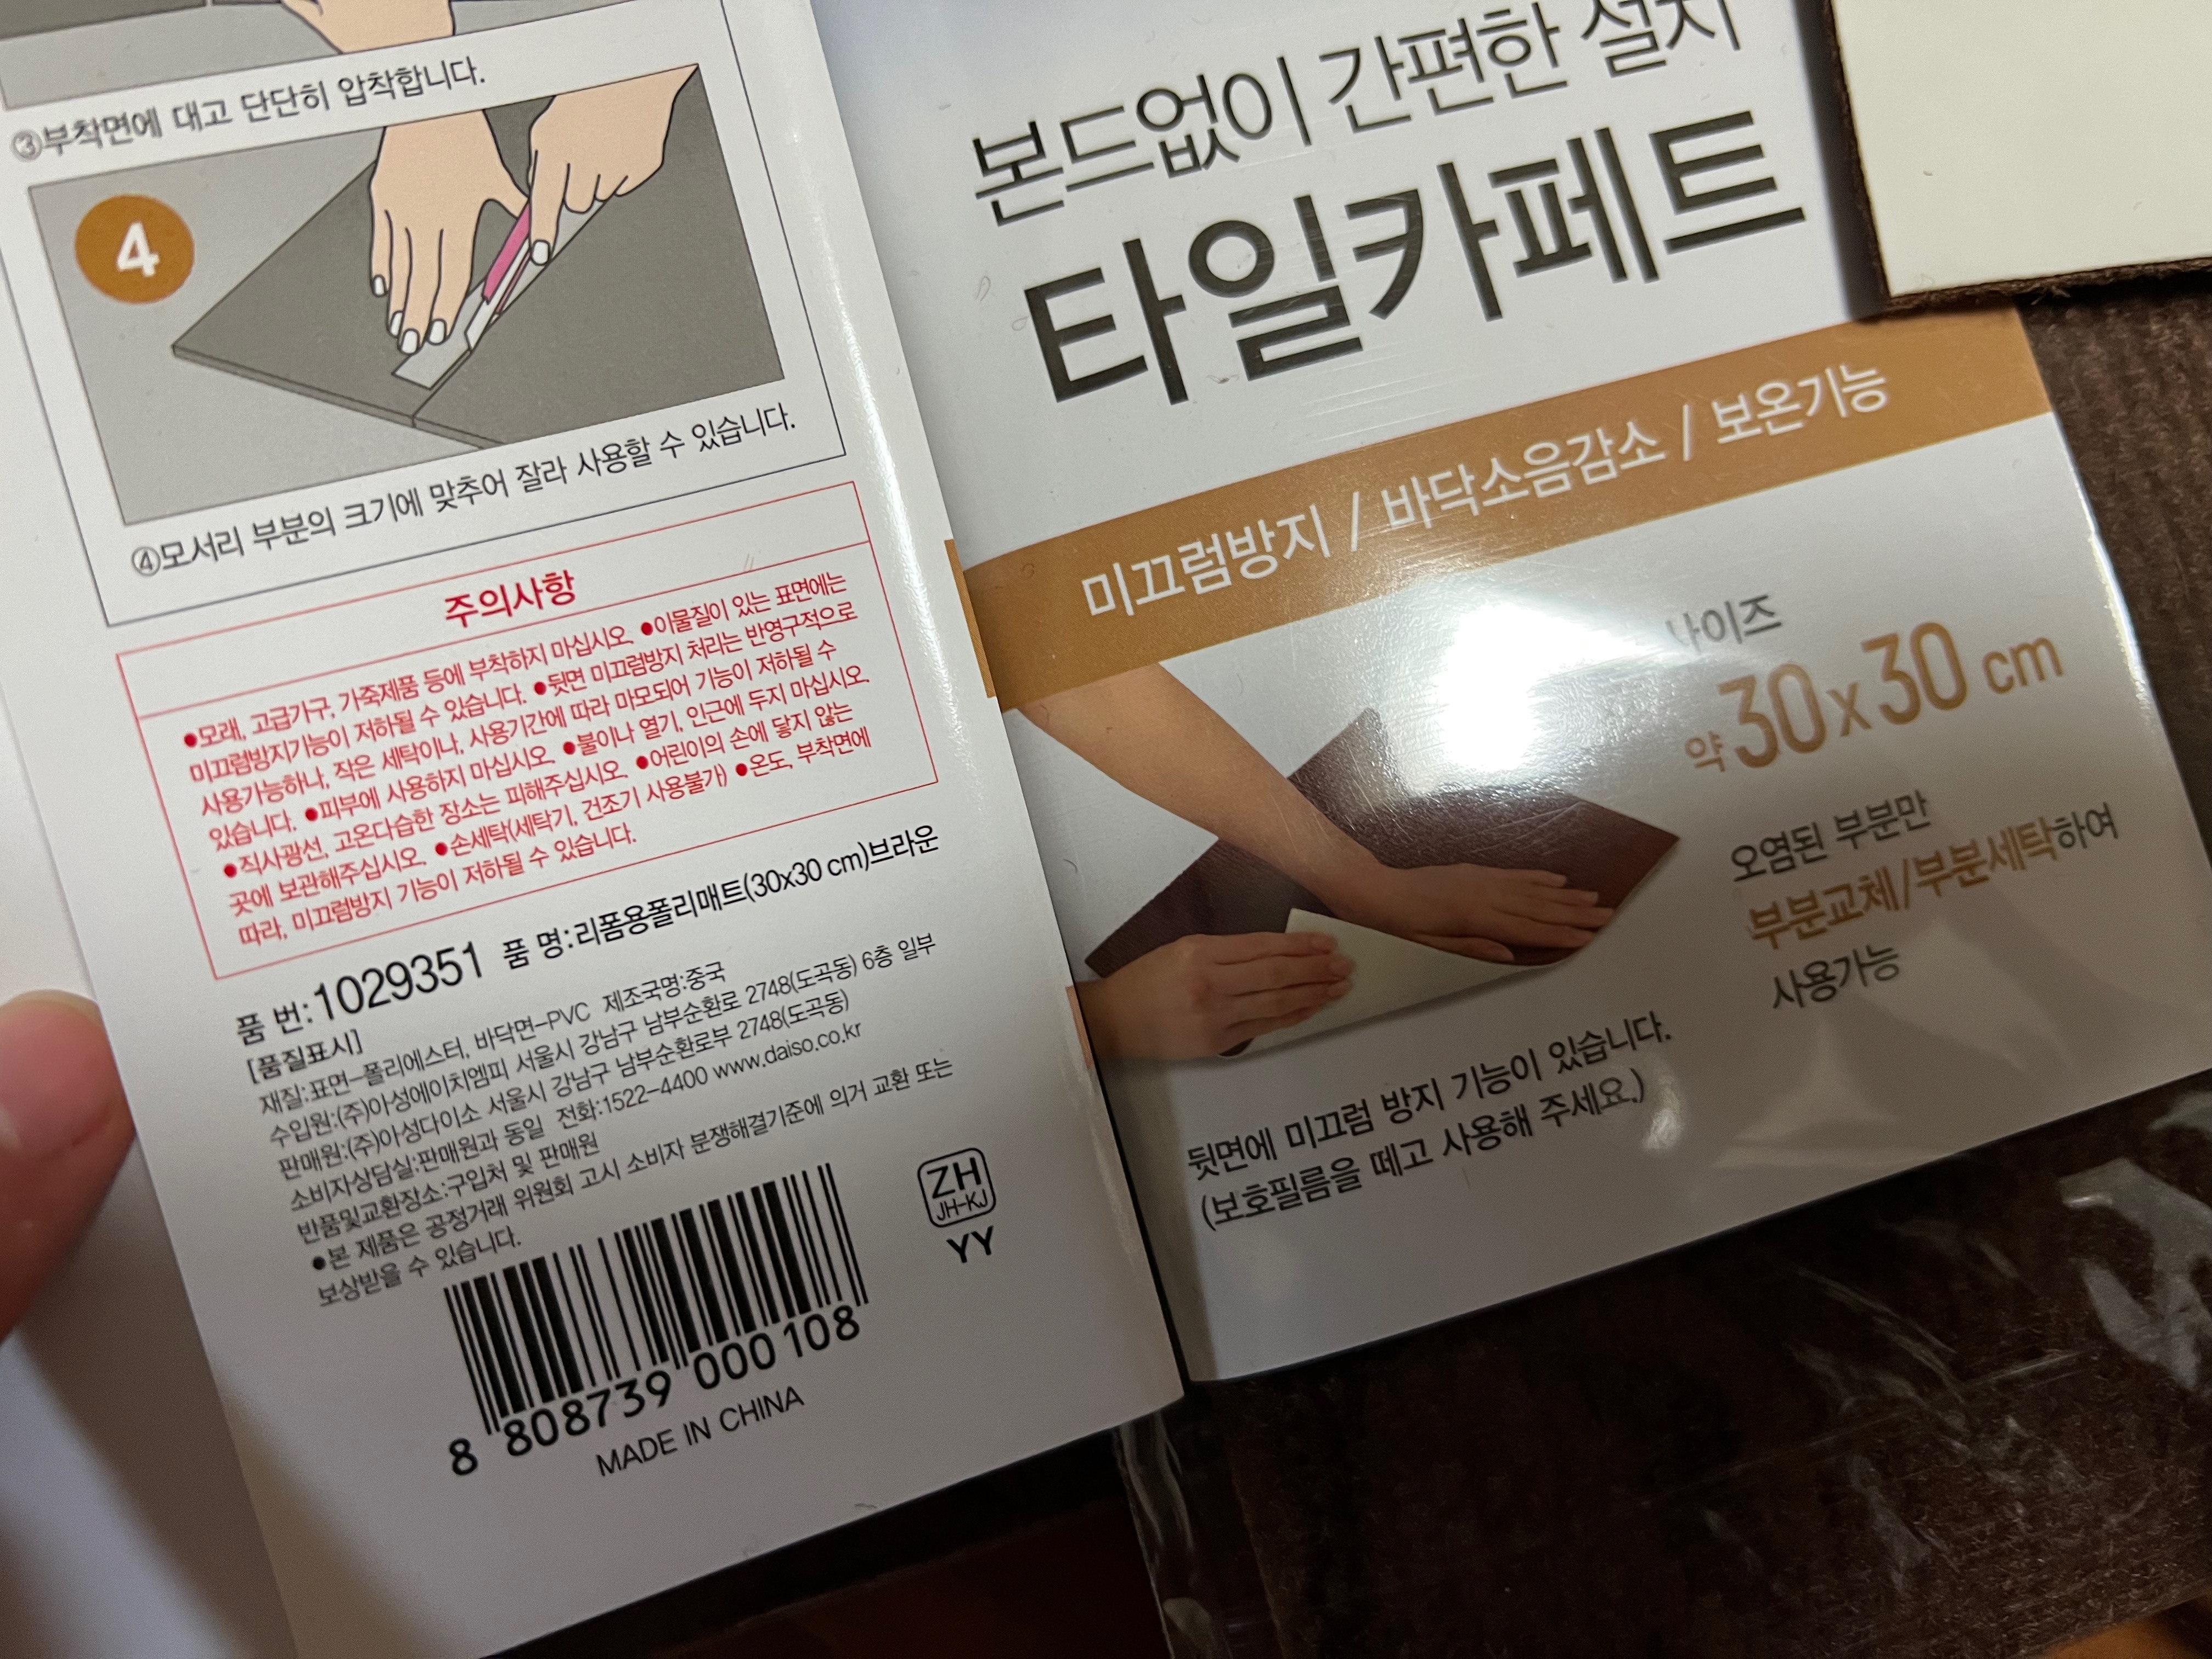 ③부착면에 대고 단단히 압착합니다.
4
④모서리 부분의 크기에 맞추어 잘라 사용할 수 있습니다.
주의사항
●모래, 고급가구, 가죽제품 등에 부착하지 마십시오. ●이물질이 있는 표면에는
미끄럼방지기능이 저하될 수 있습니다. ●뒷면 미끄럼방지 처리는 반영구적으로
사용가능하나, 작은 세탁이나, 사용기간에 따라 마모되어 기능이 저하될 수
있습니다. ●피부에 사용하지 마십시오. ●불이나 열기, 인근에 두지 마십시오.
●직사광선, 고온다습한 장소는 피해주십시오. ●어린이의 손에 닿지 않는
곳에 보관해주십시오. ●손세탁(세탁기, 건조기 사용불가) ●온도, 부착면에
따라, 미끄럼방지 기능이 저하될 수 있습니다.
품 번:1029351 품 명:리폼용폴리매트(30x30 cm)브라운
[품질표시]
재질:표면-폴리에스터, 바닥면-PVC 제조국명:중국
수입원:(주)아성에이치엠피 서울시 강남구 남부순환로 2748(도곡동) 6층 일부
판매원:(주)아성다이소 서울시 강남구 남부순환로부 2748(도곡동)
소비자상담실:판매원과 동일 전화:1522-4400 www.daiso.co.kr
반품및교환장소:구입처 및 판매원
●본 제품은 공정거래 위원회 고시 소비자 분쟁해결기준에 의거 교환 또는
보상받을 수 있습니다.
8 808739 000108
MADE IN CHINA
ZH
JH-KJ
YY
본드없이 간편한 설치
타일카페트
미끄럼방지 / 바닥소음감소 / 보온기능
사이즈
약 30x30 cm
오염된 부분만
부분교체/부분세탁하여
사용가능
뒷면에 미끄럼 방지 기능이 있습니다.
(보호필름을 떼고 사용해 주세요.)